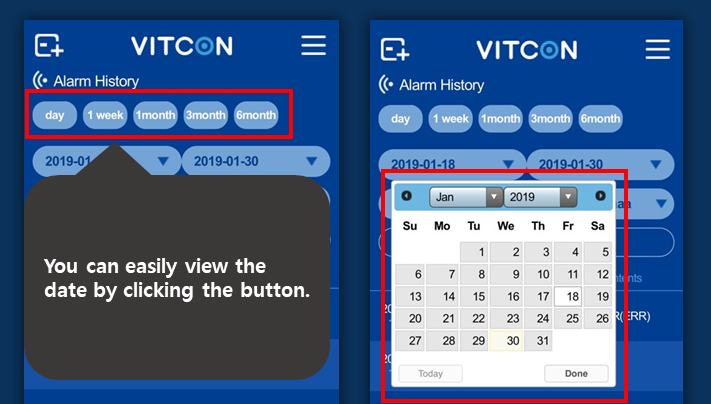 VITCON
Alarm History
day 1 week 1month 3month 6month
2019-01 2019-01-30
You can easily view the
date by clicking the button.
VITCON
Alarm History
day 1 week 1month 3month 6month
2019-01-18 2019-01-30
Jan 2019
Su Mo Tu We Th Fr Sa
1 2 3 4 5
6 7 8 9 10 11 12
13 14 15 16 17 18 19
20 21 22 23 24 25 26
27 28 29 30 31
R(ERR)
Today Done